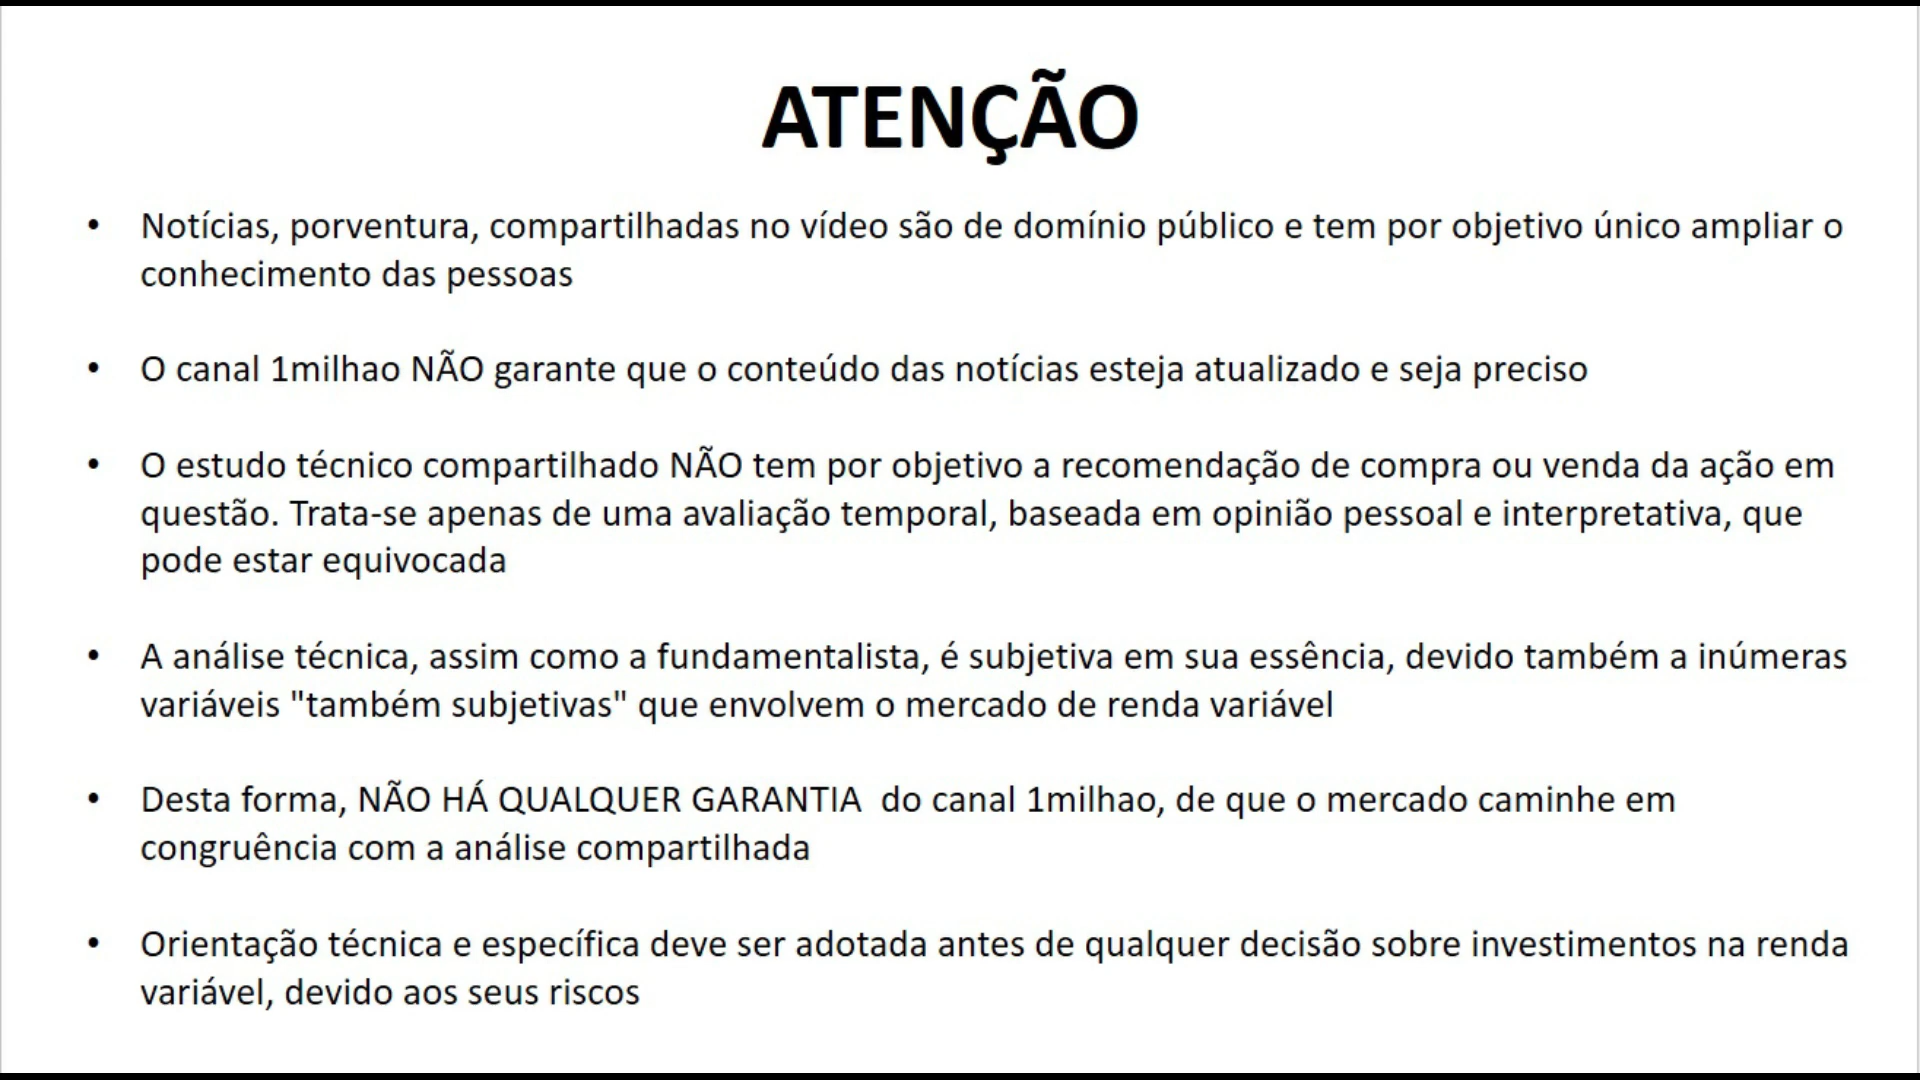 ATENÇÃO
• Notícias, porventura, compartilhadas no vídeo são de domínio público e tem por objetivo único ampliar o
conhecimento das pessoas
• O canal 1milhao NÃO garante que o conteúdo das notícias esteja atualizado e seja preciso
• O estudo técnico compartilhado NÃO tem por objetivo a recomendação de compra ou venda da ação em
questão. Trata-se apenas de uma avaliação temporal, baseada em opinião pessoal e interpretativa, que
pode estar equivocada
• A análise técnica, assim como a fundamentalista, é subjetiva em sua essência, devido também a inúmeras
variáveis "também subjetivas" que envolvem o mercado de renda variável
• Desta forma, NÃO HÁ QUALQUER GARANTIA  do canal 1milhao, de que o mercado caminhe em
congruência com a análise compartilhada
• Orientação técnica e específica deve ser adotada antes de qualquer decisão sobre investimentos na renda
variável, devido aos seus riscos